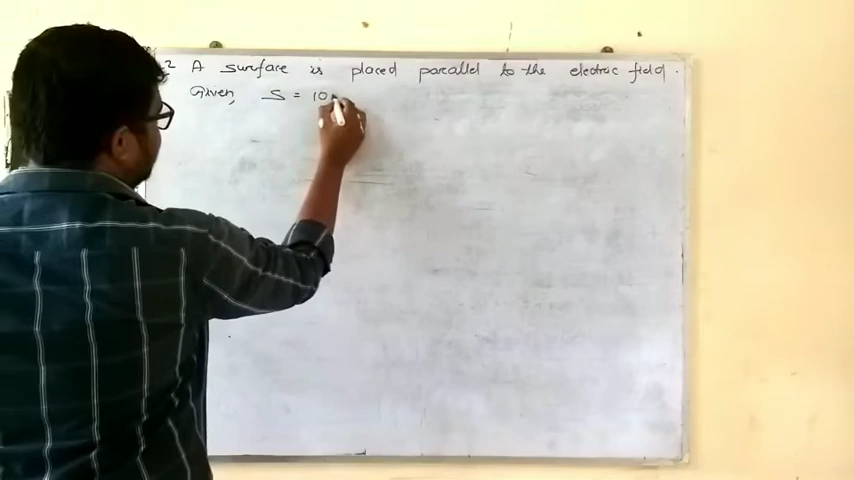 2 A surface is placed parallel to the electric field.
Given, S = 10